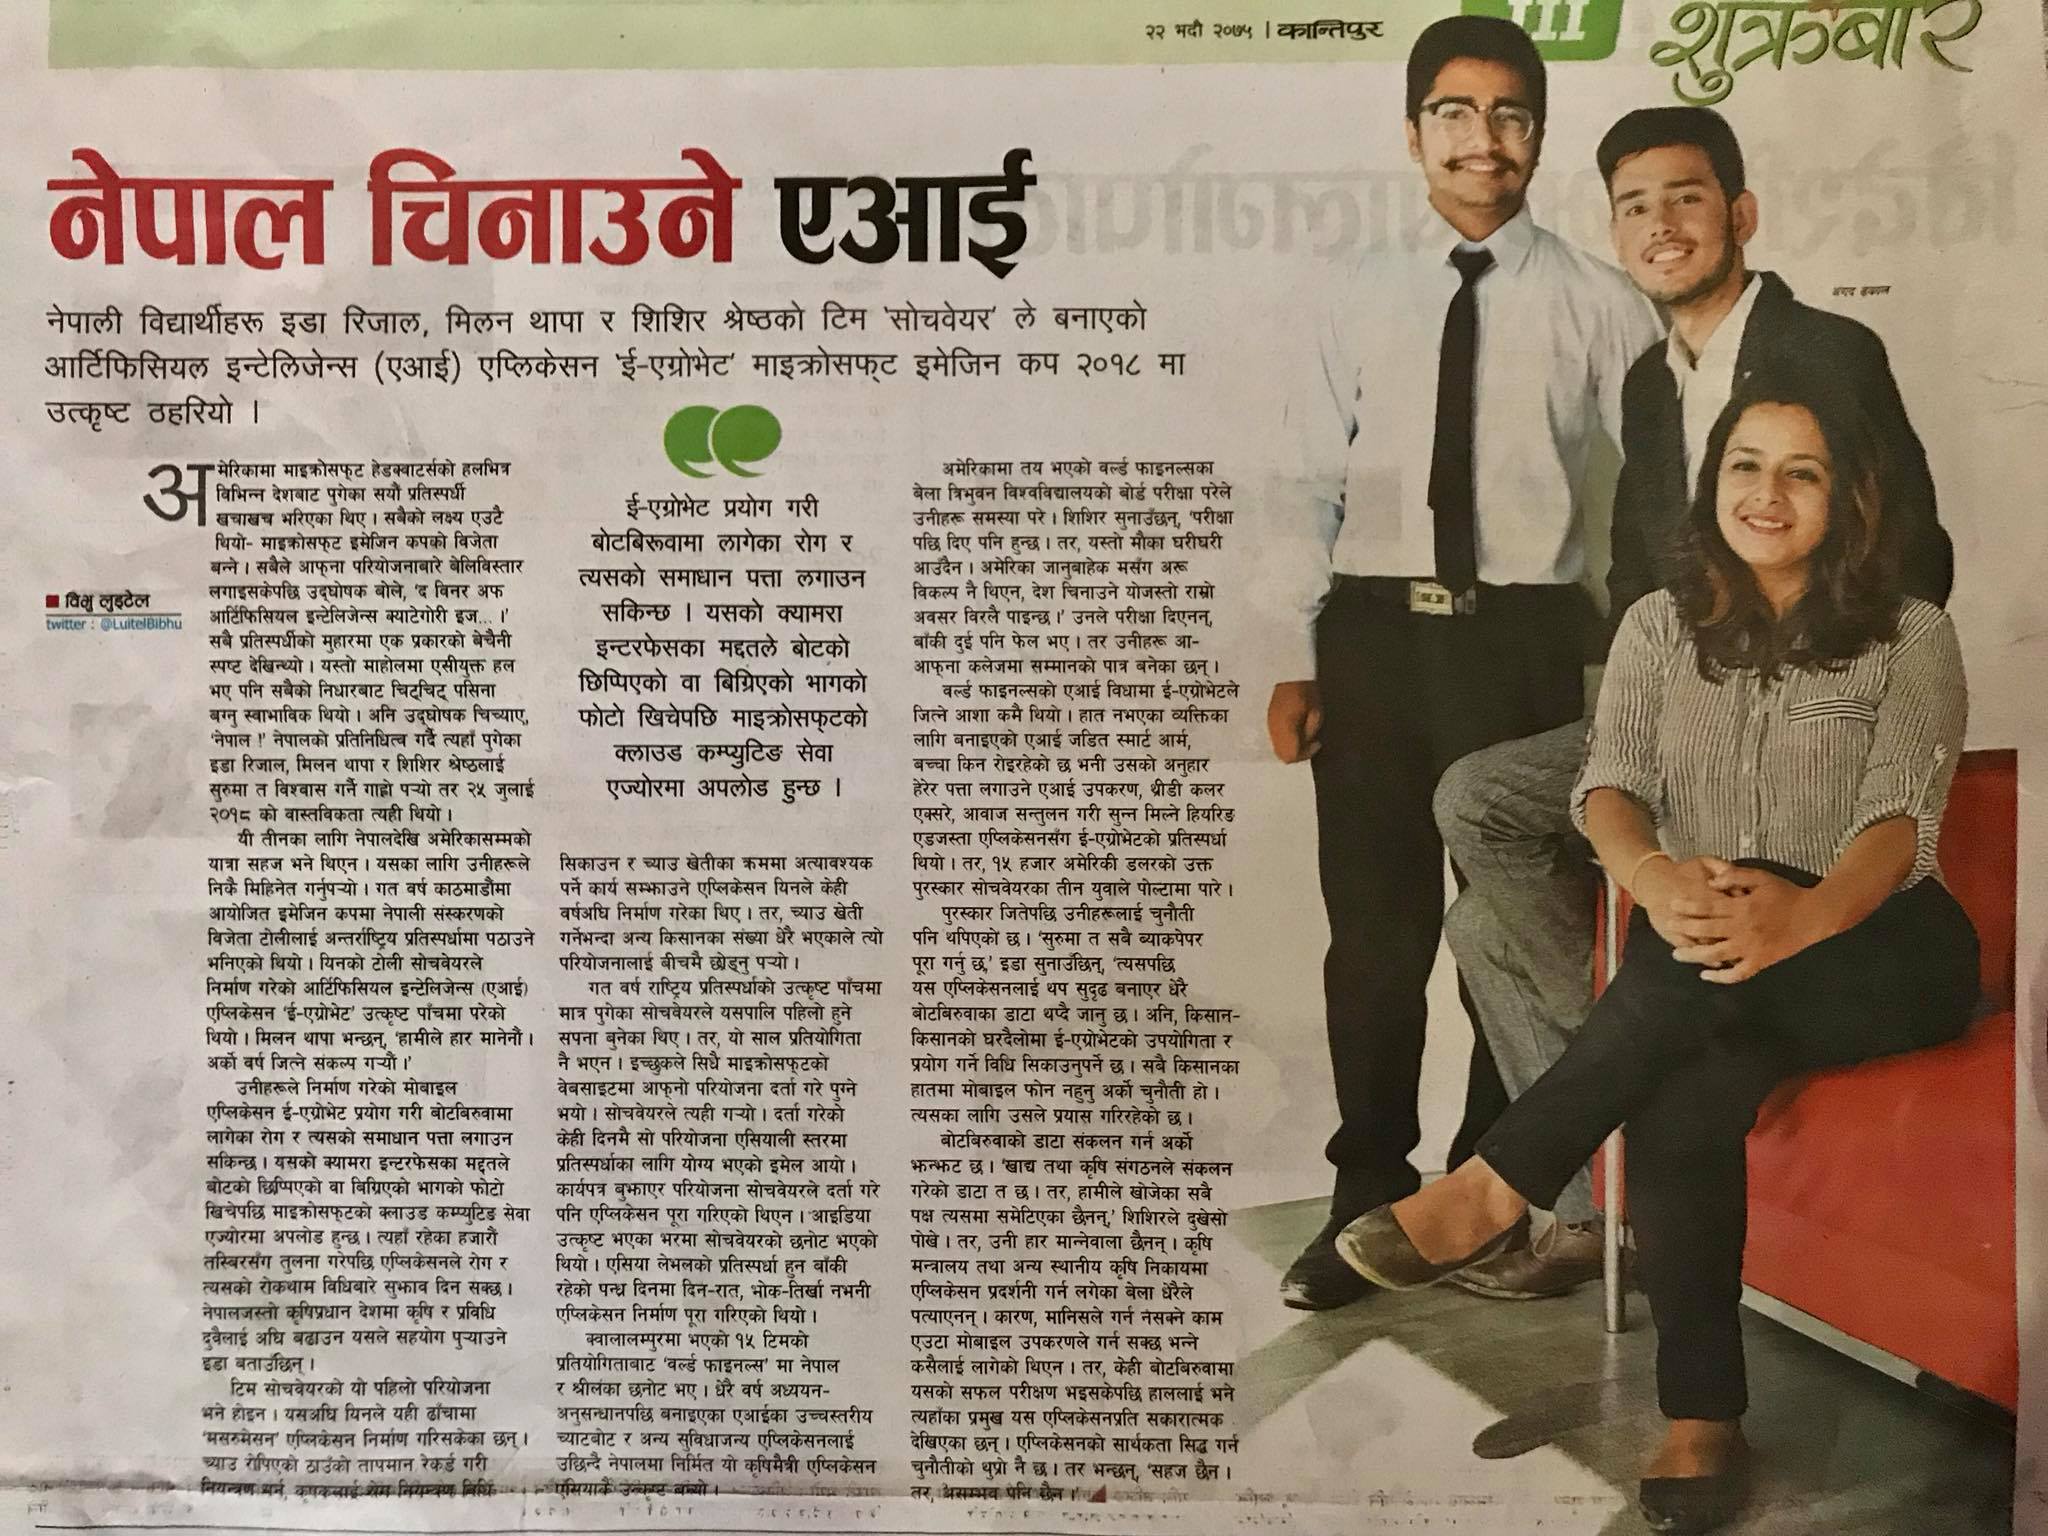 २२ भदौ २०७५ । कान्तिपुर
III
शुक्रबार
नेपाल चिनाउने एआई
नेपाली विद्यार्थीहरू इडा रिजाल, मिलन थापा र शिशिर श्रेष्ठको टिम 'सोचवेयर' ले बनाएको
आर्टिफिसियल इन्टेलिजेन्स (एआई) एप्लिकेसन 'ई-एग्रोभेट' माइक्रोसफ्ट इमेजिन कप २०१८ मा
उत्कृष्ट ठहरियो ।
विभु लुइटेल
twitter : @LuitelBibhu
अमेरिकामा माइक्रोसफ्ट हेडक्वार्टर्सको हलभित्र
विभिन्न देशबाट पुगेका सयौं प्रतिस्पर्धी
खचाखच भरिएका थिए । सबैको लक्ष्य एउटै
थियो- माइक्रोसफ्ट इमेजिन कपको विजेता
बन्ने । सबैले आफ्ना परियोजनाबारे बेलिविस्तार
लगाइसकेपछि उद्घोषक बोले, 'द विनर अफ
आर्टिफिसियल इन्टेलिजेन्स क्याटेगोरी इज... ।'
सबै प्रतिस्पर्धीको मुहारमा एक प्रकारको बेचैनी
स्पष्ट देखिन्थ्यो । यस्तो माहोलमा एसीयुक्त हल
भए पनि सबैको निधारबाट चिट्चिट् पसिना
बग्नु स्वाभाविक थियो । अनि उद्घोषक चिच्याए,
'नेपाल !' नेपालको प्रतिनिधित्व गर्दै त्यहाँ पुगेका
इडा रिजाल, मिलन थापा र शिशिर श्रेष्ठलाई
सुरुमा त विश्वास गर्नै गाह्रो पर्‍यो तर २५ जुलाई
२०१८ को वास्तविकता त्यही थियो ।
यी तीनका लागि नेपालदेखि अमेरिकासम्मको
यात्रा सहज भने थिएन । यसका लागि उनीहरूले
निकै मिहिनेत गर्नुपर्‍यो । गत वर्ष काठमाडौंमा
आयोजित इमेजिन कपमा नेपाली संस्करणको
विजेता टोलीलाई अन्तर्राष्ट्रिय प्रतिस्पर्धामा पठाउने
भनिएको थियो । यिनको टोली सोचवेयरले
निर्माण गरेको आर्टिफिसियल इन्टेलिजेन्स (एआई)
एप्लिकेसन 'ई-एग्रोभेट' उत्कृष्ट पाँचमा परेको
थियो । मिलन थापा भन्छन्, 'हामीले हार मानेनौं ।
अर्को वर्ष जित्ने संकल्प गर्‍यौं ।'
उनीहरूले निर्माण गरेको मोबाइल
एप्लिकेसन ई-एग्रोभेट प्रयोग गरी बोटबिरुवामा
लागेका रोग र त्यसको समाधान पत्ता लगाउन
सकिन्छ । यसको क्यामरा इन्टरफेसका मद्दतले
बोटको छिप्पिएको वा बिग्रिएको भागको फोटो
खिचेपछि माइक्रोसफ्टको क्लाउड कम्प्युटिङ सेवा
एज्योरमा अपलोड हुन्छ । त्यहाँ रहेका हजारौं
तस्बिरसँग तुलना गरेपछि एप्लिकेसनले रोग र
त्यसको रोकथाम विधिबारे सुझाव दिन सक्छ ।
नेपालजस्तो कृषिप्रधान देशमा कृषि र प्रविधि
दुवैलाई अघि बढाउन यसले सहयोग पुर्‍याउने
इडा बताउँछिन् ।
टिम सोचवेयरको यो पहिलो परियोजना
भने होइन । यसअघि यिनले यही ढाँचामा
'मसरुमेसन' एप्लिकेसन निर्माण गरिसकेका छन् ।
च्याउ रोपिएको ठाउँको तापमान रेकर्ड गरी
नियन्त्रण गर्न, कृषकलाई रोग नियन्त्रण विधि
ई-एग्रोभेट प्रयोग गरी
बोटबिरूवामा लागेका रोग र
त्यसको समाधान पत्ता लगाउन
सकिन्छ । यसको क्यामरा
इन्टरफेसका मद्दतले बोटको
छिप्पिएको वा बिग्रिएको भागको
फोटो खिचेपछि माइक्रोसफ्टको
क्लाउड कम्प्युटिङ सेवा
एज्योरमा अपलोड हुन्छ ।
सिकाउन र च्याउ खेतीका क्रममा अत्यावश्यक
पर्ने कार्य सम्झाउने एप्लिकेसन यिनले केही
वर्षअघि निर्माण गरेका थिए । तर, च्याउ खेती
गर्नेभन्दा अन्य किसानका संख्या धेरै भएकाले त्यो
परियोजनालाई बीचमै छोड्नु पर्‍यो ।
गत वर्ष राष्ट्रिय प्रतिस्पर्धाको उत्कृष्ट पाँचमा
मात्र पुगेका सोचवेयरले यसपालि पहिलो हुने
सपना बुनेका थिए । तर, यो साल प्रतियोगिता
नै भएन । इच्छुकले सिधै माइक्रोसफ्टको
वेबसाइटमा आफ्नो परियोजना दर्ता गरे पुग्ने
भयो । सोचवेयरले त्यही गर्‍यो । दर्ता गरेको
केही दिनमै सो परियोजना एसियाली स्तरमा
प्रतिस्पर्धाका लागि योग्य भएको इमेल आयो ।
कार्यपत्र बुझाएर परियोजना सोचवेयरले दर्ता गरे
पनि एप्लिकेसन पूरा गरिएको थिएन । आइडिया
उत्कृष्ट भएका भरमा सोचवेयरको छनोट भएको
थियो । एसिया लेभलको प्रतिस्पर्धा हुन बाँकी
रहेको पन्ध्र दिनमा दिन-रात, भोक-तिर्खा नभनी
एप्लिकेसन निर्माण पूरा गरिएको थियो ।
क्वालालम्पुरमा भएको १५ टिमको
प्रतियोगिताबाट 'वर्ल्ड फाइनल्स' मा नेपाल
र श्रीलंका छनोट भए । धेरै वर्ष अध्ययन-
अनुसन्धानपछि बनाइएका एआईका उच्चस्तरीय
च्याटबोट र अन्य सुविधाजन्य एप्लिकेसनलाई
उछिन्दै नेपालमा निर्मित यो कृषिमैत्री एप्लिकेसन
एसियाकै उत्कृष्ट बन्यो ।
अमेरिकामा तय भएको वर्ल्ड फाइनल्सका
बेला त्रिभुवन विश्वविद्यालयको बोर्ड परीक्षा परेले
उनीहरू समस्या परे । शिशिर सुनाउँछन्, 'परीक्षा
पछि दिए पनि हुन्छ । तर, यस्तो मौका घरीघरी
आउँदैन । अमेरिका जानुबाहेक मसँग अरू
विकल्प नै थिएन, देश चिनाउने योजस्तो राम्रो
अवसर विरलै पाइन्छ ।' उनले परीक्षा दिएनन्,
बाँकी दुई पनि फेल भए । तर उनीहरू आ-
आफ्ना कलेजमा सम्मानको पात्र बनेका छन् ।
वर्ल्ड फाइनल्सको एआई विधामा ई-एग्रोभेटले
जित्ने आशा कमै थियो । हात नभएका व्यक्तिका
लागि बनाइएको एआई जडित स्मार्ट आर्म,
बच्चा किन रोइरहेको छ भनी उसको अनुहार
हेरेर पत्ता लगाउने एआई उपकरण, थ्रीडी कलर
एक्सरे, आवाज सन्तुलन गरी सुन्न मिल्ने हियरिङ
एडजस्ता एप्लिकेसनसँग ई-एग्रोभेटको प्रतिस्पर्धा
थियो । तर, १५ हजार अमेरिकी डलरको उक्त
पुरस्कार सोचवेयरका तीन युवाले पोल्टामा पारे ।
पुरस्कार जितेपछि उनीहरूलाई चुनौती
पनि थपिएको छ । 'सुरुमा त सबै ब्याकपेपर
पूरा गर्नु छ,' इडा सुनाउँछिन्, 'त्यसपछि
यस एप्लिकेसनलाई थप सुदृढ बनाएर धेरै
बोटबिरुवाका डाटा थप्दै जानु छ । अनि, किसान-
किसानको घरदैलोमा ई-एग्रोभेटको उपयोगिता र
प्रयोग गर्ने विधि सिकाउनुपर्ने छ । सबै किसानका
हातमा मोबाइल फोन नहुनु अर्को चुनौती हो ।
त्यसका लागि उसले प्रयास गरिरहेको छ ।
बोटबिरुवाको डाटा संकलन गर्न अर्को
झन्झट छ । 'खाद्य तथा कृषि संगठनले संकलन
गरेको डाटा त छ । तर, हामीले खोजेका सबै
पक्ष त्यसमा समेटिएका छैनन्,' शिशिरले दुखेसो
पोखे । तर, उनी हार मान्नेवाला छैनन् । कृषि
मन्त्रालय तथा अन्य स्थानीय कृषि निकायमा
एप्लिकेसन प्रदर्शनी गर्न लगेका बेला धेरैले
पत्याएनन् । कारण, मानिसले गर्न नसक्ने काम
एउटा मोबाइल उपकरणले गर्न सक्छ भन्ने
कसैलाई लागेको थिएन । तर, केही बोटबिरुवामा
यसको सफल परीक्षण भइसकेपछि हाललाई भने
त्यहाँका प्रमुख यस एप्लिकेसनप्रति सकारात्मक
देखिएका छन् । एप्लिकेसनको सार्थकता सिद्ध गर्न
चुनौतीको थुप्रो नै छ । तर भन्छन्, 'सहज छैन ।
तर, असम्भव पनि छैन ।'